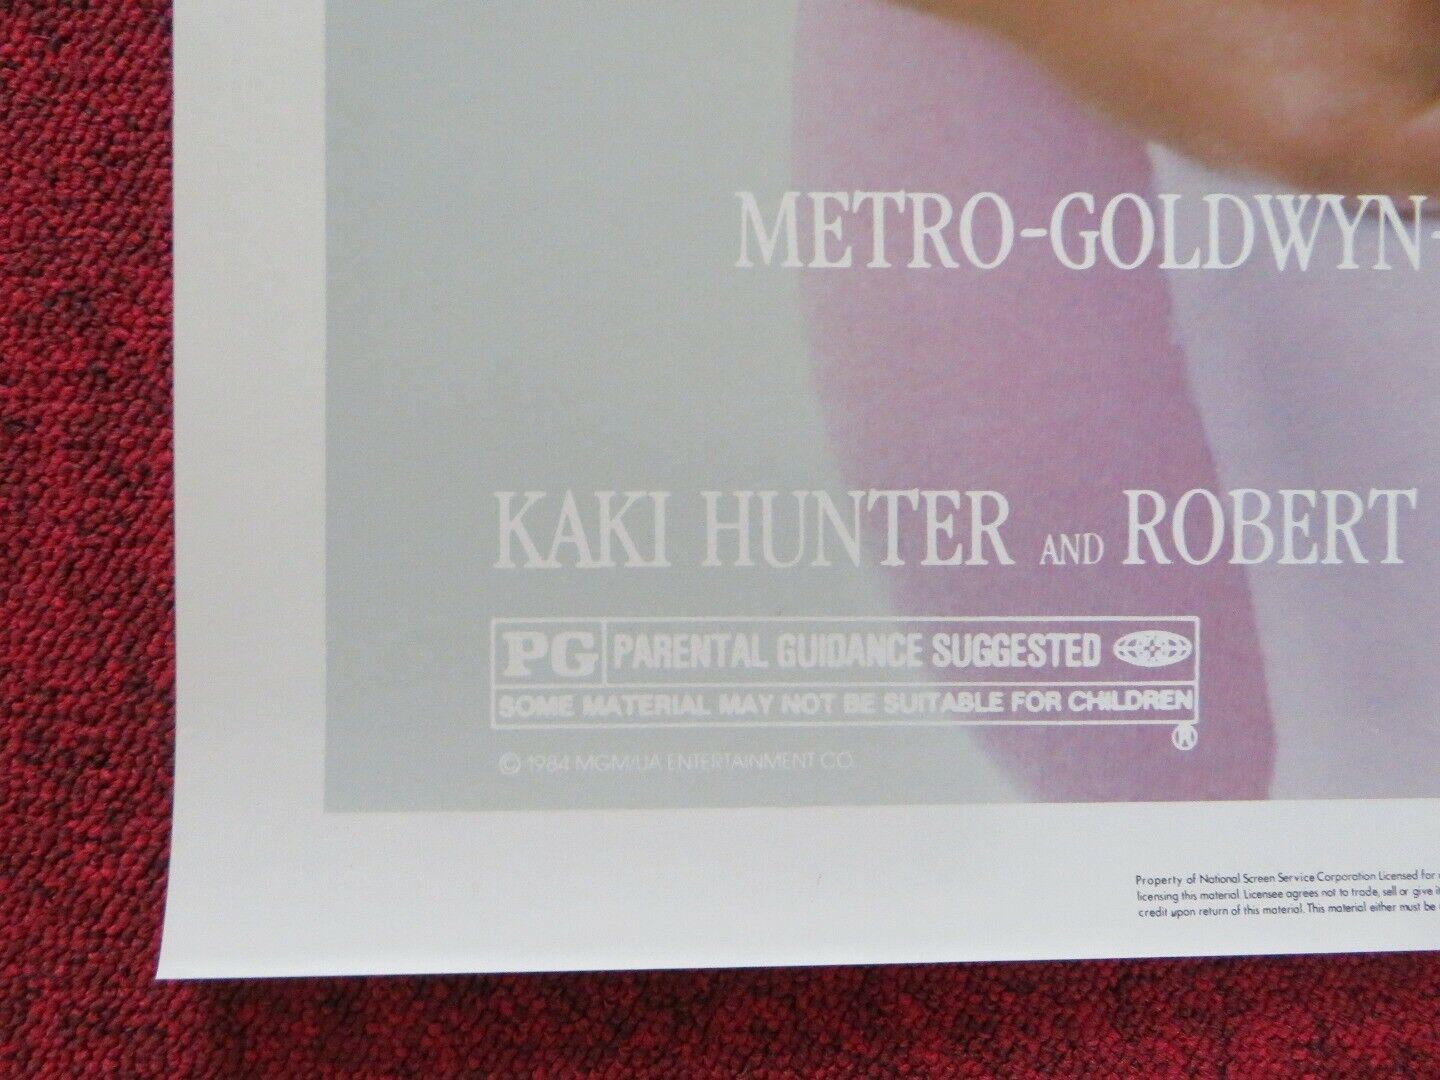 METRO-GOLDWYN-
KAKI HUNTER AND ROBERT
PG PARENTAL GUIDANCE SUGGESTED
SOME MATERIAL MAY NOT BE SUITABLE FOR CHILDREN
®
© 1984 MGM/UA ENTERTAINMENT CO.
Property of National Screen Service Corporation Licensed for
licensing this material. Licensee agrees not to trade, sell or give it
credit upon return of this material. This material either must be